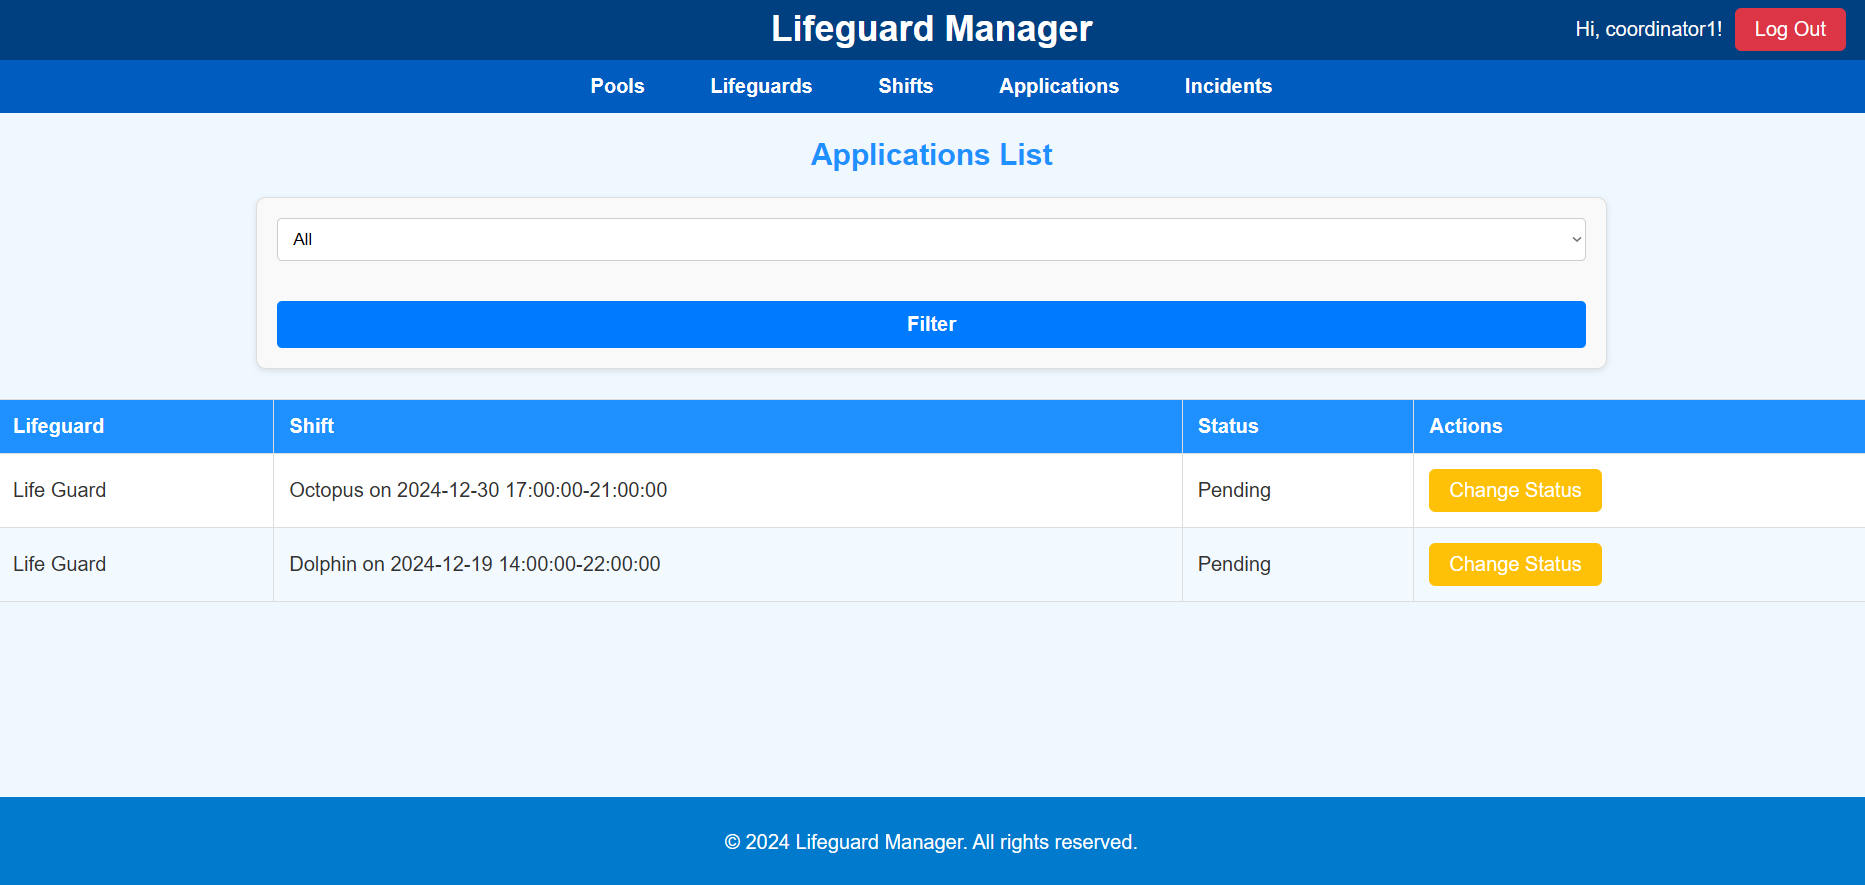 Lifeguard Manager
Hi, coordinator1! Log Out
Pools Lifeguards Shifts Applications Incidents
Applications List
All
Filter
Lifeguard Shift Status Actions
Life Guard Octopus on 2024-12-30 17:00:00-21:00:00 Pending Change Status
Life Guard Dolphin on 2024-12-19 14:00:00-22:00:00 Pending Change Status
© 2024 Lifeguard Manager. All rights reserved.